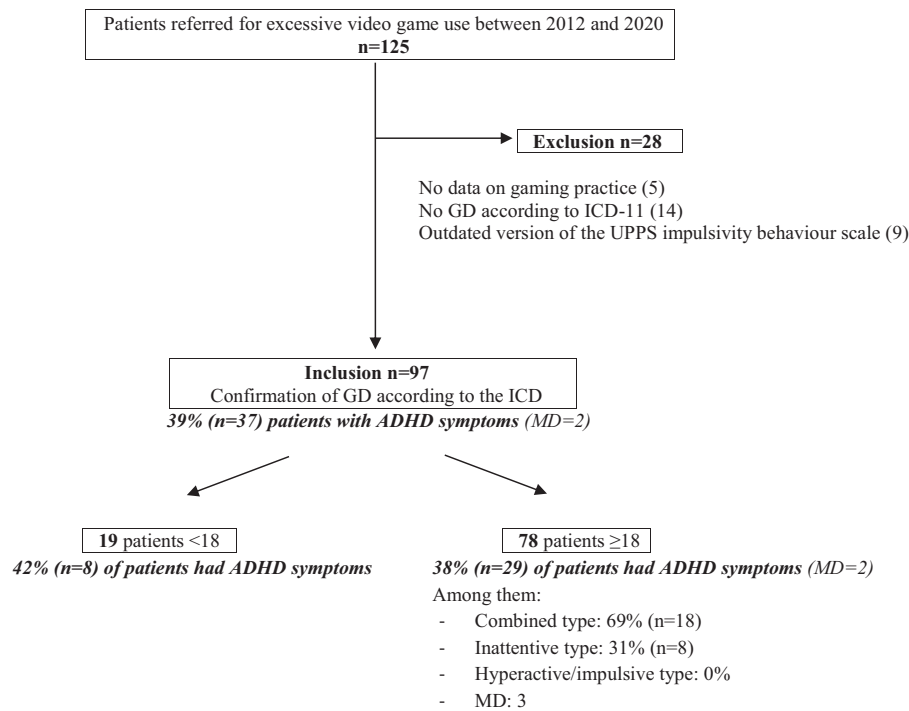 Patients referred for excessive video game use between 2012 and 2020
n=125
Exclusion n=28
No data on gaming practice (5)
No GD according to ICD-11 (14)
Outdated version of the UPPS impulsivity behaviour scale (9)
Inclusion n=97
Confirmation of GD according to the ICD
39% (n=37) patients with ADHD symptoms (MD=2)
19 patients <18
42% (n=8) of patients had ADHD symptoms
78 patients ≥18
38% (n=29) of patients had ADHD symptoms (MD=2)
Among them:
- Combined type: 69% (n=18)
- Inattentive type: 31% (n=8)
- Hyperactive/impulsive type: 0%
- MD: 3